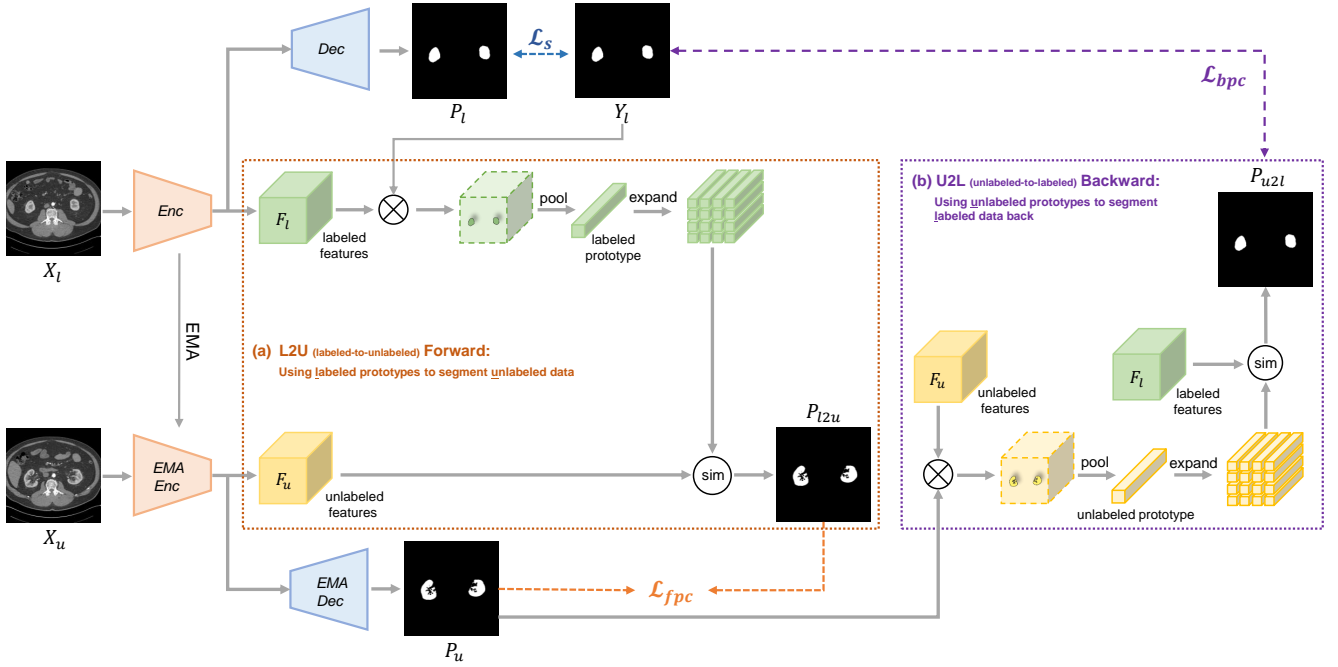 Dec
P_l
ℒ_s
Y_l
ℒ_bpc
X_l
Enc
F_l
labeled
features
pool
labeled
prototype
expand
EMA
(a) L2U (labeled-to-unlabeled) Forward:
Using labeled prototypes to segment unlabeled data
X_u
EMA
Enc
F_u
unlabeled
features
sim
P_l2u
EMA
Dec
P_u
ℒ_fpc
(b) U2L (unlabeled-to-labeled) Backward:
Using unlabeled prototypes to segment
labeled data back
P_u2l
F_u
unlabeled
features
F_l
labeled
features
sim
pool
unlabeled prototype
expand